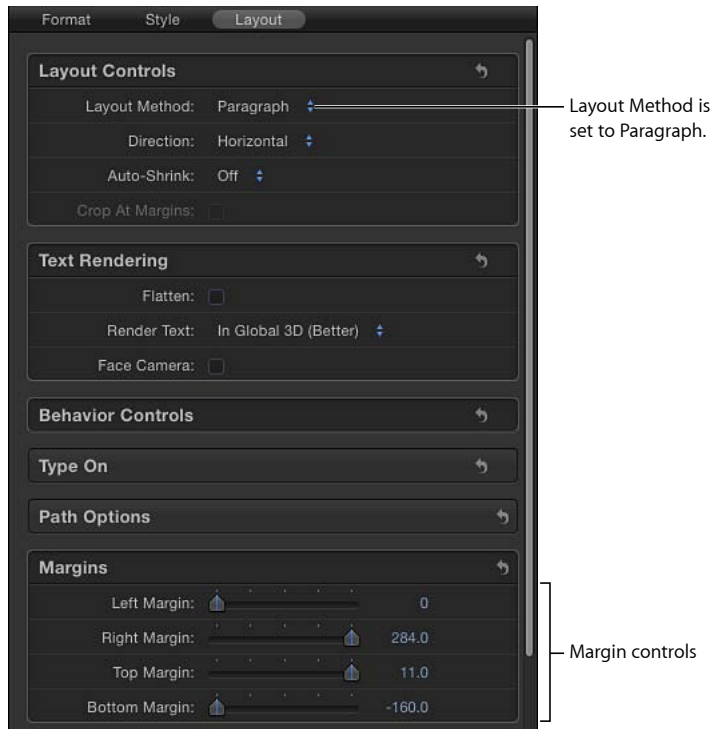 Format Style Layout
Layout Controls
Layout Method: Paragraph
Layout Method is
set to Paragraph.
Direction: Horizontal
Auto-Shrink: Off
Crop At Margins:
Text Rendering
Flatten:
Render Text: In Global 3D (Better)
Face Camera:
Behavior Controls
Type On
Path Options
Margins
Left Margin: 0
Right Margin: 284.0
Top Margin: 11.0
Bottom Margin: -160.0
Margin controls